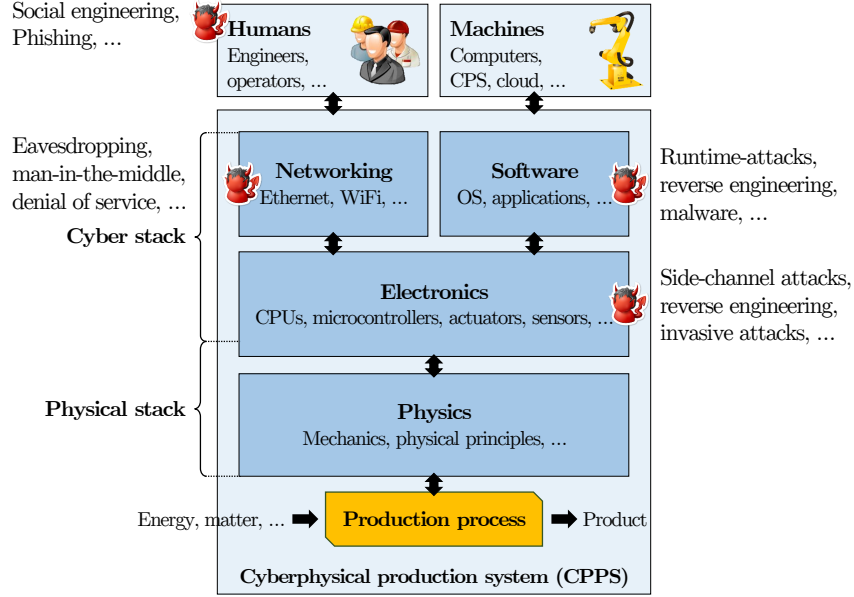 Social engineering,
Phishing, ...
Humans
Engineers,
operators, ...
Machines
Computers,
CPS, cloud, ...
Eavesdropping,
man-in-the-middle,
denial of service, ...
Networking
Ethernet, WiFi, ...
Software
OS, applications, ...
Runtime-attacks,
reverse engineering,
malware, ...
Cyber stack
Electronics
CPUs, microcontrollers, actuators, sensors, ...
Side-channel attacks,
reverse engineering,
invasive attacks, ...
Physical stack
Physics
Mechanics, physical principles, ...
Energy, matter, ...
Production process
Product
Cyberphysical production system (CPPS)